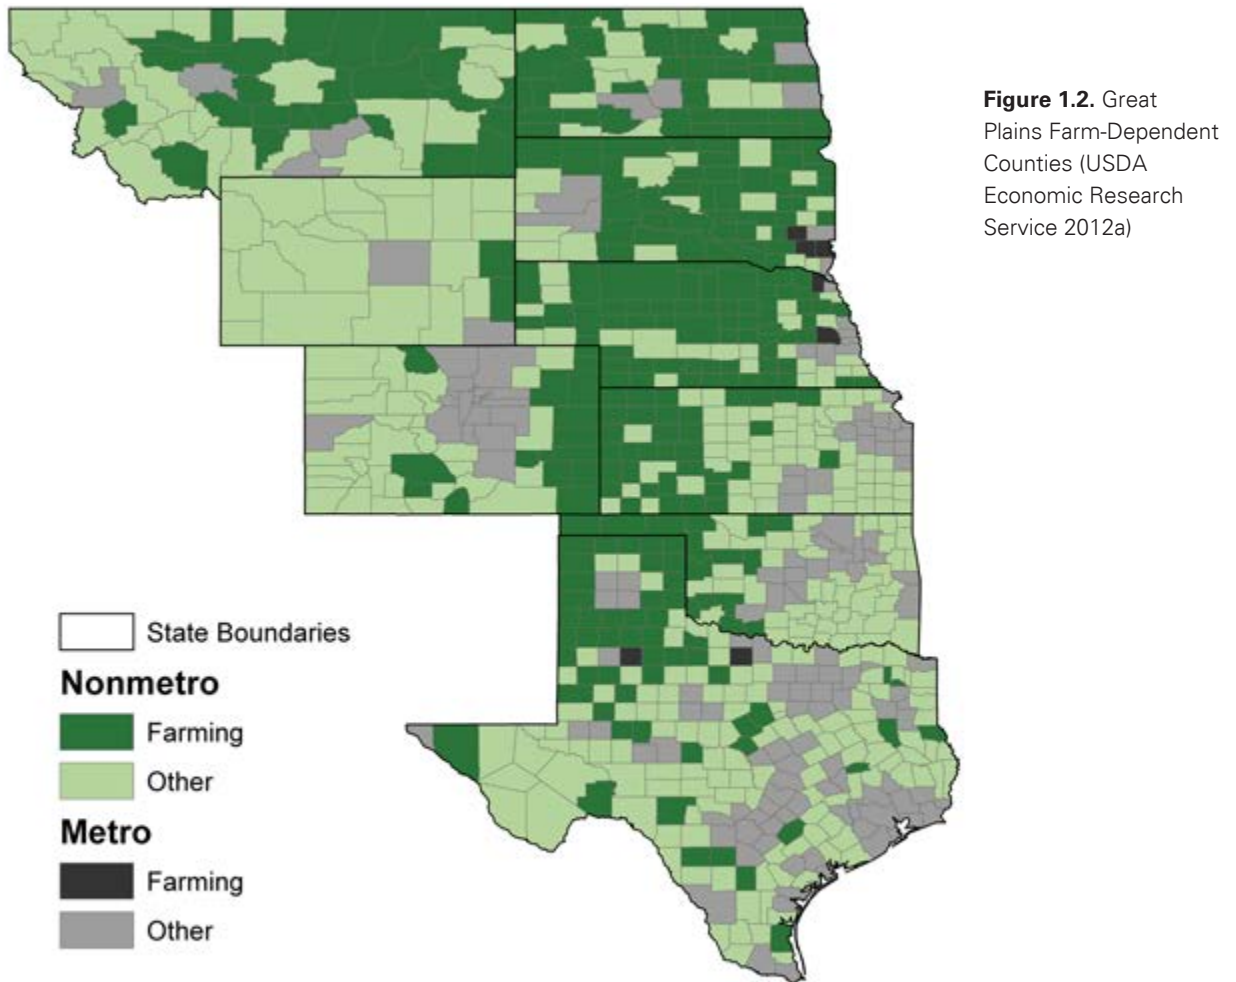 Figure 1.2. Great
Plains Farm-Dependent
Counties (USDA
Economic Research
Service 2012a)
State Boundaries
Nonmetro
Farming
Other
Metro
Farming
Other